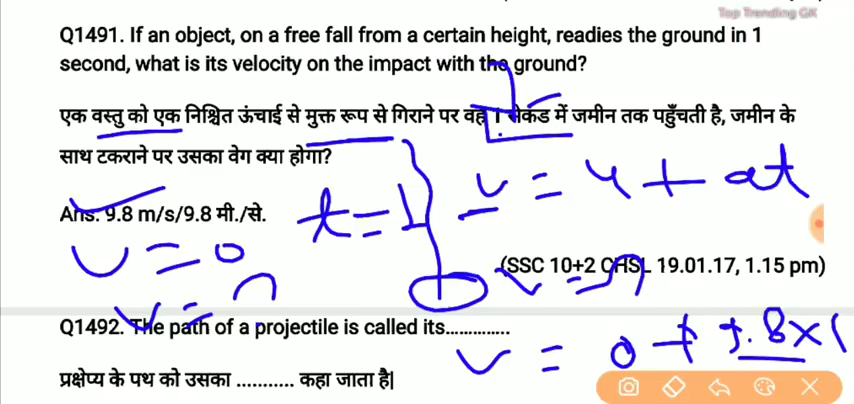 Top Trending GK
Q1491. If an object, on a free fall from a certain height, readies the ground in 1
second, what is its velocity on the impact with the ground?
एक वस्तु को एक निश्चित ऊंचाई से मुक्त रूप से गिराने पर वह 1 सेकंड में जमीन तक पहुँचती है, जमीन के
साथ टकराने पर उसका वेग क्या होगा?
v = u + at
Ans. 9.8 m/s/9.8 मी./से.
t = 1
u = 0
(SSC 10+2 CHSL 19.01.17, 1.15 pm)
v =
v =
Q1492. The path of a projectile is called its..............
v = 0 + 9.8 × 1
प्रक्षेप्य के पथ को उसका ........... कहा जाता है|